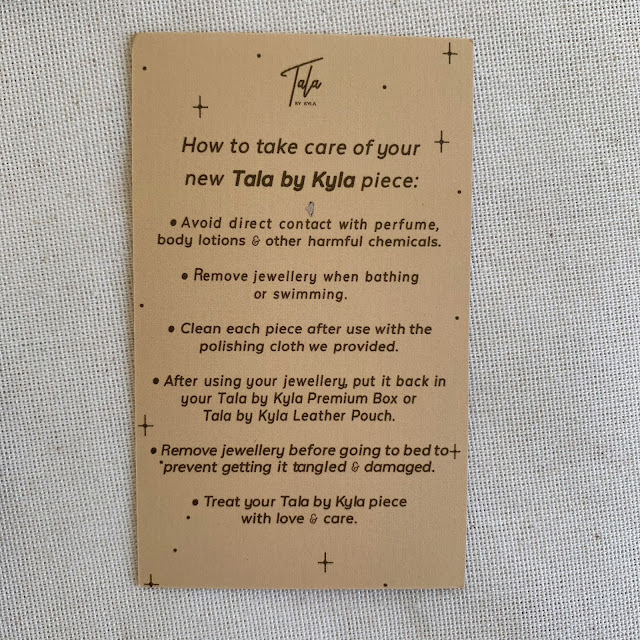 Tala
BY KYLA
How to take care of your
new Tala by Kyla piece:
• Avoid direct contact with perfume,
body lotions & other harmful chemicals.
• Remove jewellery when bathing
or swimming.
• Clean each piece after use with the
polishing cloth we provided.
• After using your jewellery, put it back in
your Tala by Kyla Premium Box or
Tala by Kyla Leather Pouch.
• Remove jewellery before going to bed to
prevent getting it tangled & damaged.
• Treat your Tala by Kyla piece
with love & care.